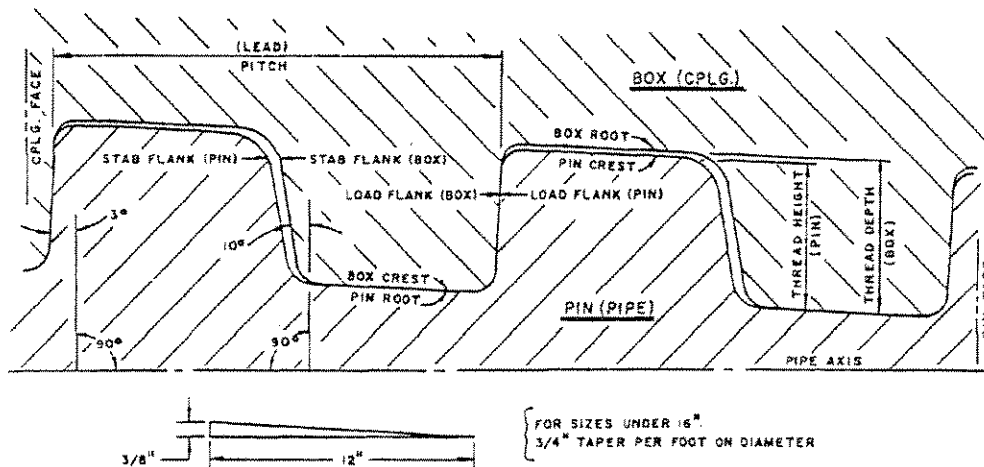 (LEAD)
PITCH
BOX (CPLG.)
CPLG. FACE
BOX ROOT
PIN CREST
STAB FLANK (PIN)
STAB FLANK (BOX)
LOAD FLANK (BOX)
LOAD FLANK (PIN)
3°
10°
THREAD HEIGHT
(PIN)
THREAD DEPTH
(BOX)
BOX CREST
PIN ROOT
PIN (PIPE)
90°
90°
PIPE AXIS
3/8"
12"
FOR SIZES UNDER 16".
3/4" TAPER PER FOOT ON DIAMETER